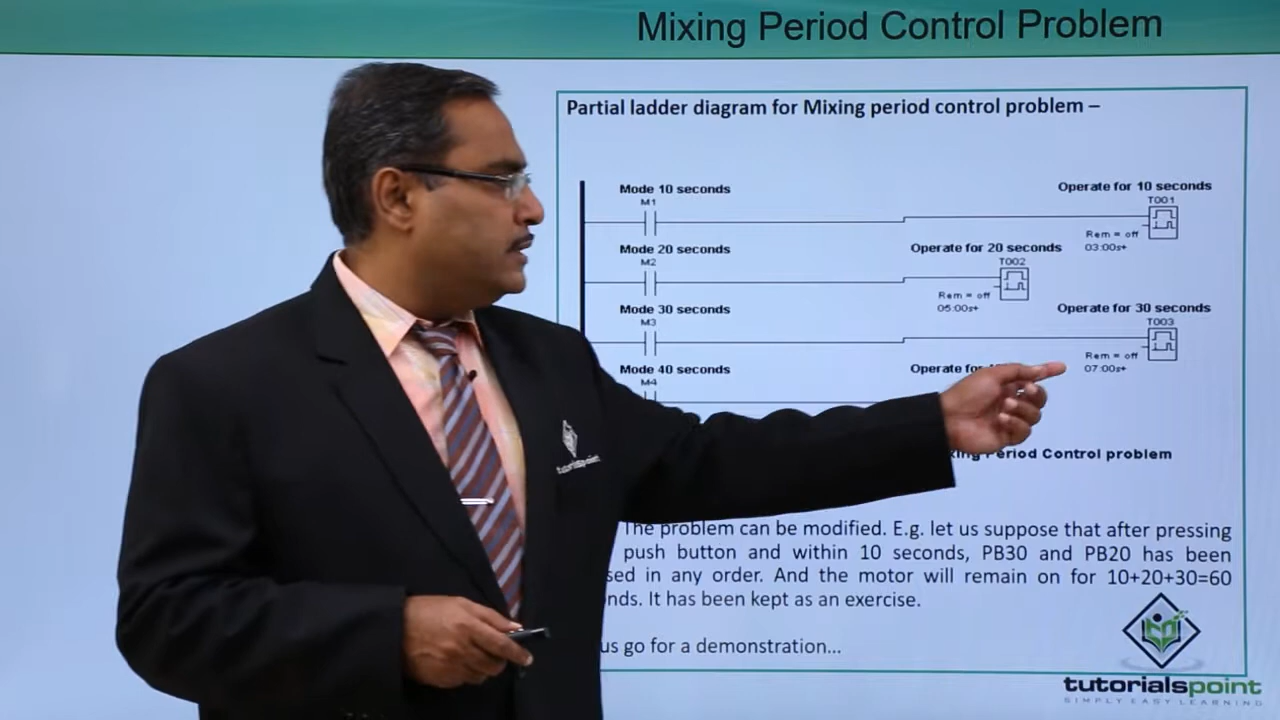 Mixing Period Control Problem
Partial ladder diagram for Mixing period control problem –
Mode 10 seconds
M1
Operate for 10 seconds
T001
Rem = off
03:00s+
Mode 20 seconds
M2
Operate for 20 seconds
T002
Rem = off
05:00s+
Mode 30 seconds
M3
Operate for 30 seconds
T003
Rem = off
07:00s+
Mode 40 seconds
M4
Operate
Period Control problem
The problem can be modified. E.g. let us suppose that after pressing
push button and within 10 seconds, PB30 and PB20 has been
in any order. And the motor will remain on for 10+20+30=60
It has been kept as an exercise.
us go for a demonstration...
tutorialspoint
tutorialspoint
SIMPLY EASY LEARNING